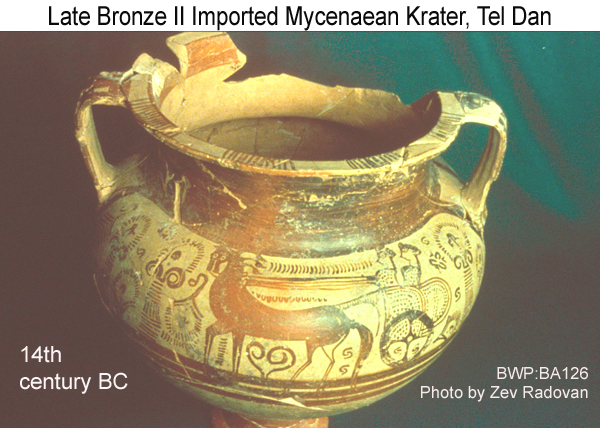 Late Bronze II Imported Mycenaean Krater, Tel Dan
14th
century BC
BWP:BA126
Photo by Zev Radovan